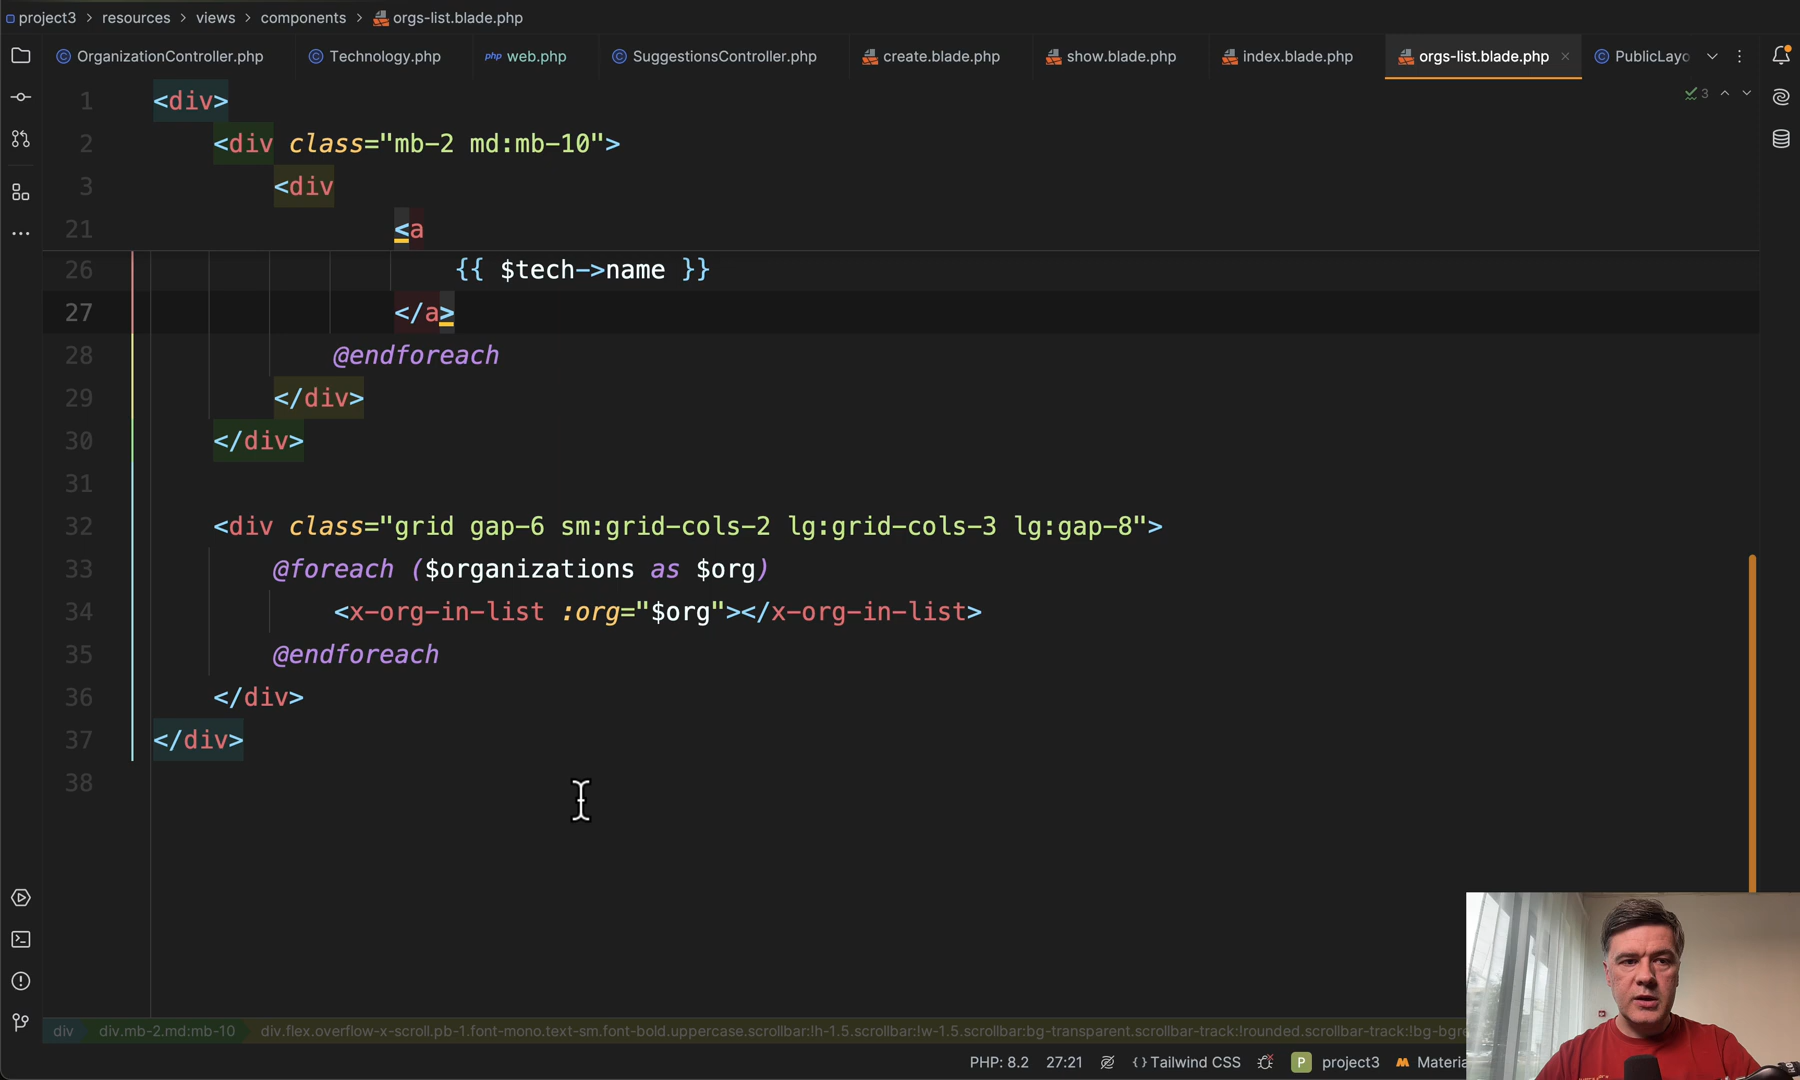 project3 > resources > views > components > orgs-list.blade.php
OrganizationController.php
Technology.php
php web.php
SuggestionsController.php
create.blade.php
show.blade.php
index.blade.php
orgs-list.blade.php
PublicLayo
3
1 <div>
2 <div class="mb-2 md:mb-10">
3 <div
21 <a
26 {{ $tech->name }}
27 </a>
28 @endforeach
29 </div>
30 </div>
31
32 <div class="grid gap-6 sm:grid-cols-2 lg:grid-cols-3 lg:gap-8">
33 @foreach ($organizations as $org)
34 <x-org-in-list :org="$org"></x-org-in-list>
35 @endforeach
36 </div>
37 </div>
38
div div.mb-2.md:mb-10 div.flex.overflow-x-scroll.pb-1.font-mono.text-sm.font-bold.uppercase.scrollbar:!h-1.5.scrollbar:!w-1.5.scrollbar:bg-transparent.scrollbar-track:!rounded.scrollbar-track:!bg-bgre
PHP: 8.2 27:21 {} Tailwind CSS P project3 Materia